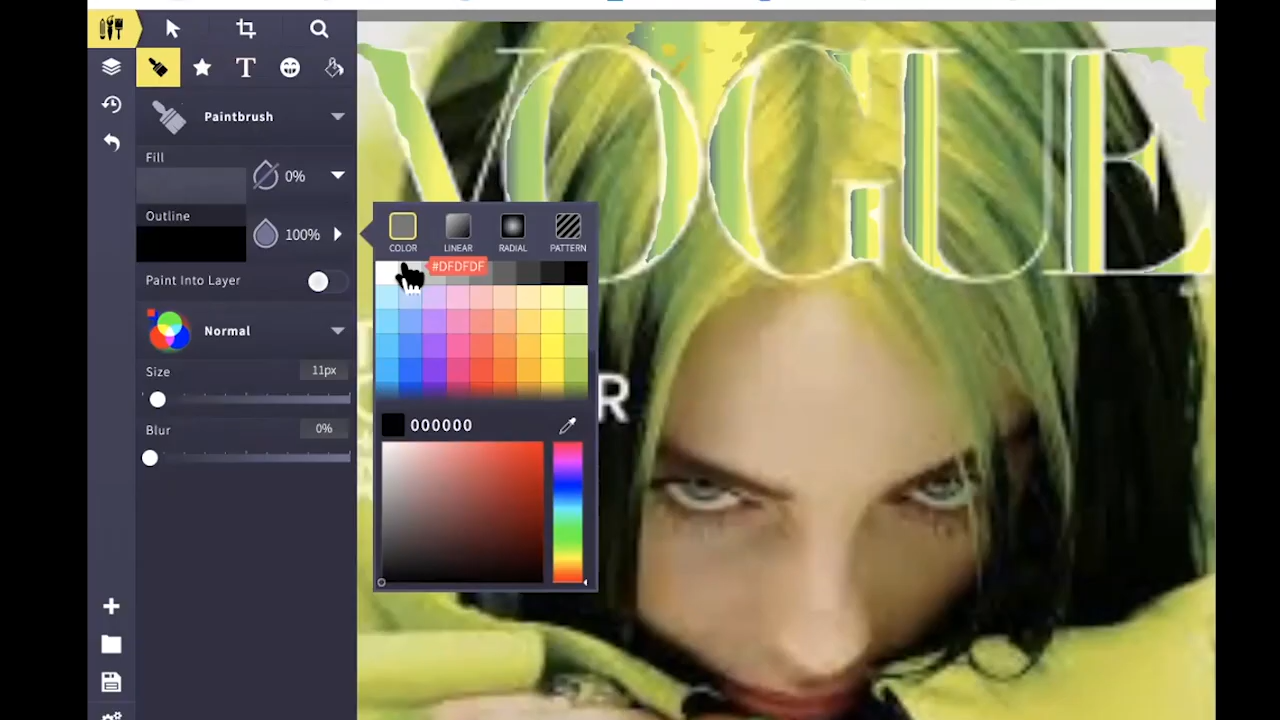 VOGUE
T
Paintbrush
Fill
0%
Outline
100%
COLOR
LINEAR
RADIAL
PATTERN
#DFDFDF
Paint Into Layer
Normal
Size
11px
Blur
0%
000000
R